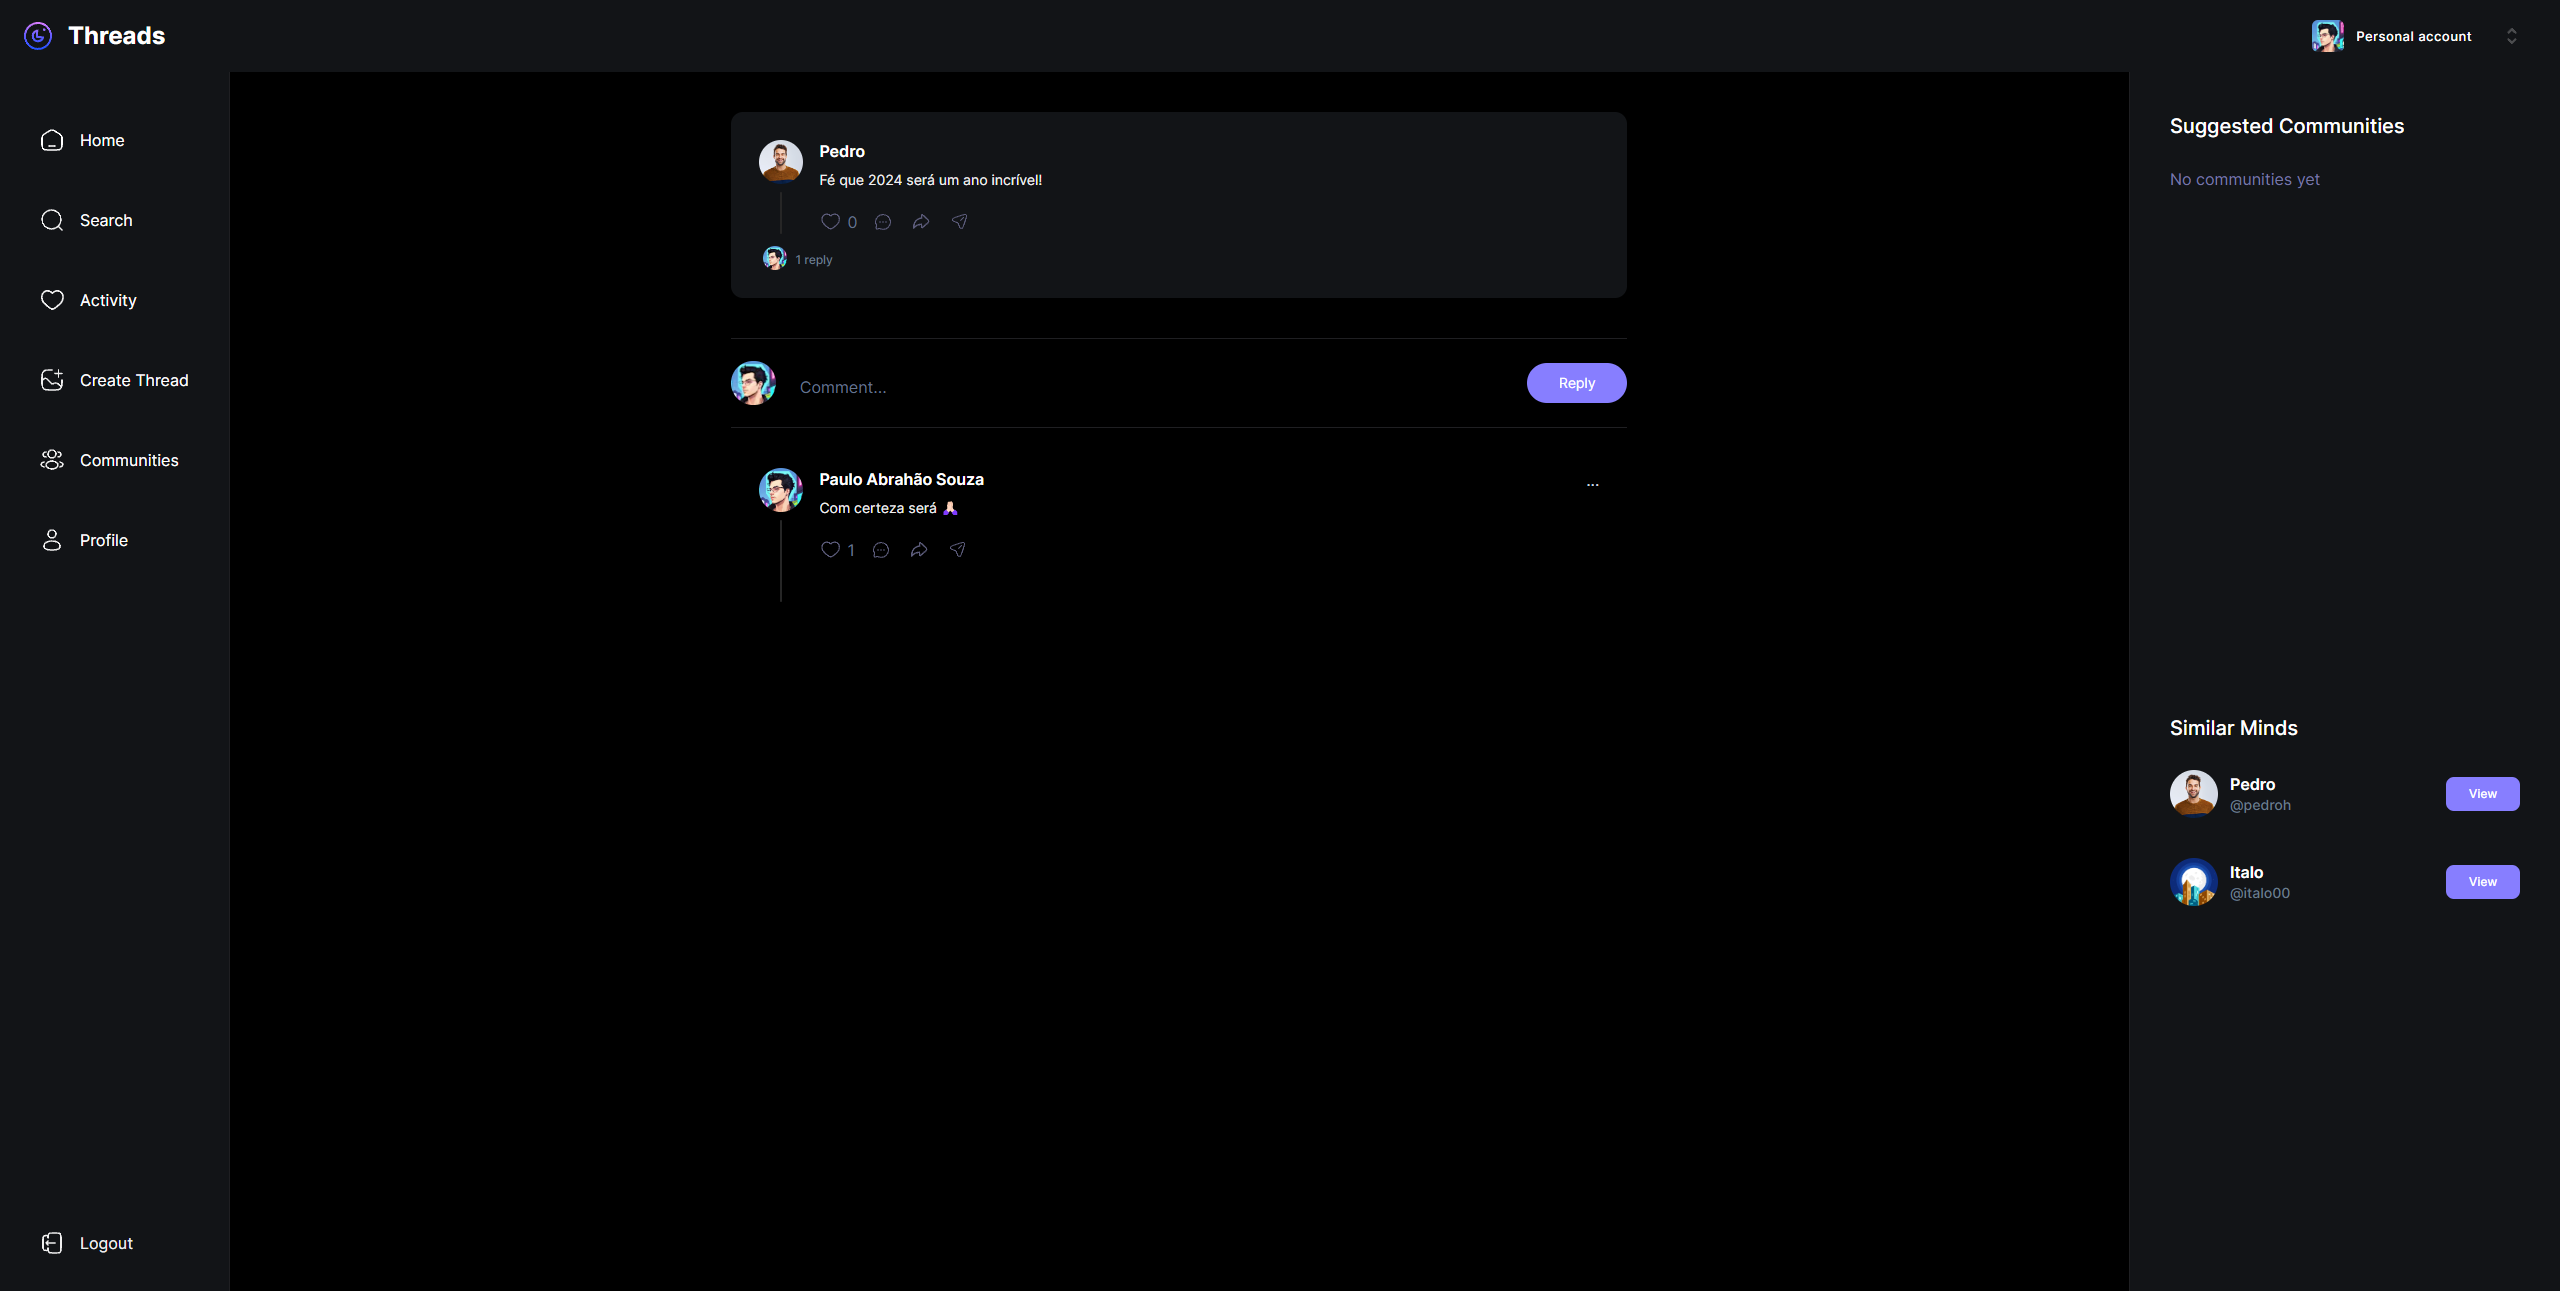 Threads
Personal account
Home
Search
Activity
Create Thread
Communities
Profile
Logout
Pedro
Fé que 2024 será um ano incrível!
0
1 reply
Comment...
Reply
Paulo Abrahão Souza
...
Com certeza será 🙏🏻
1
Suggested Communities
No communities yet
Similar Minds
Pedro
@pedroh
View
Italo
@italo00
View